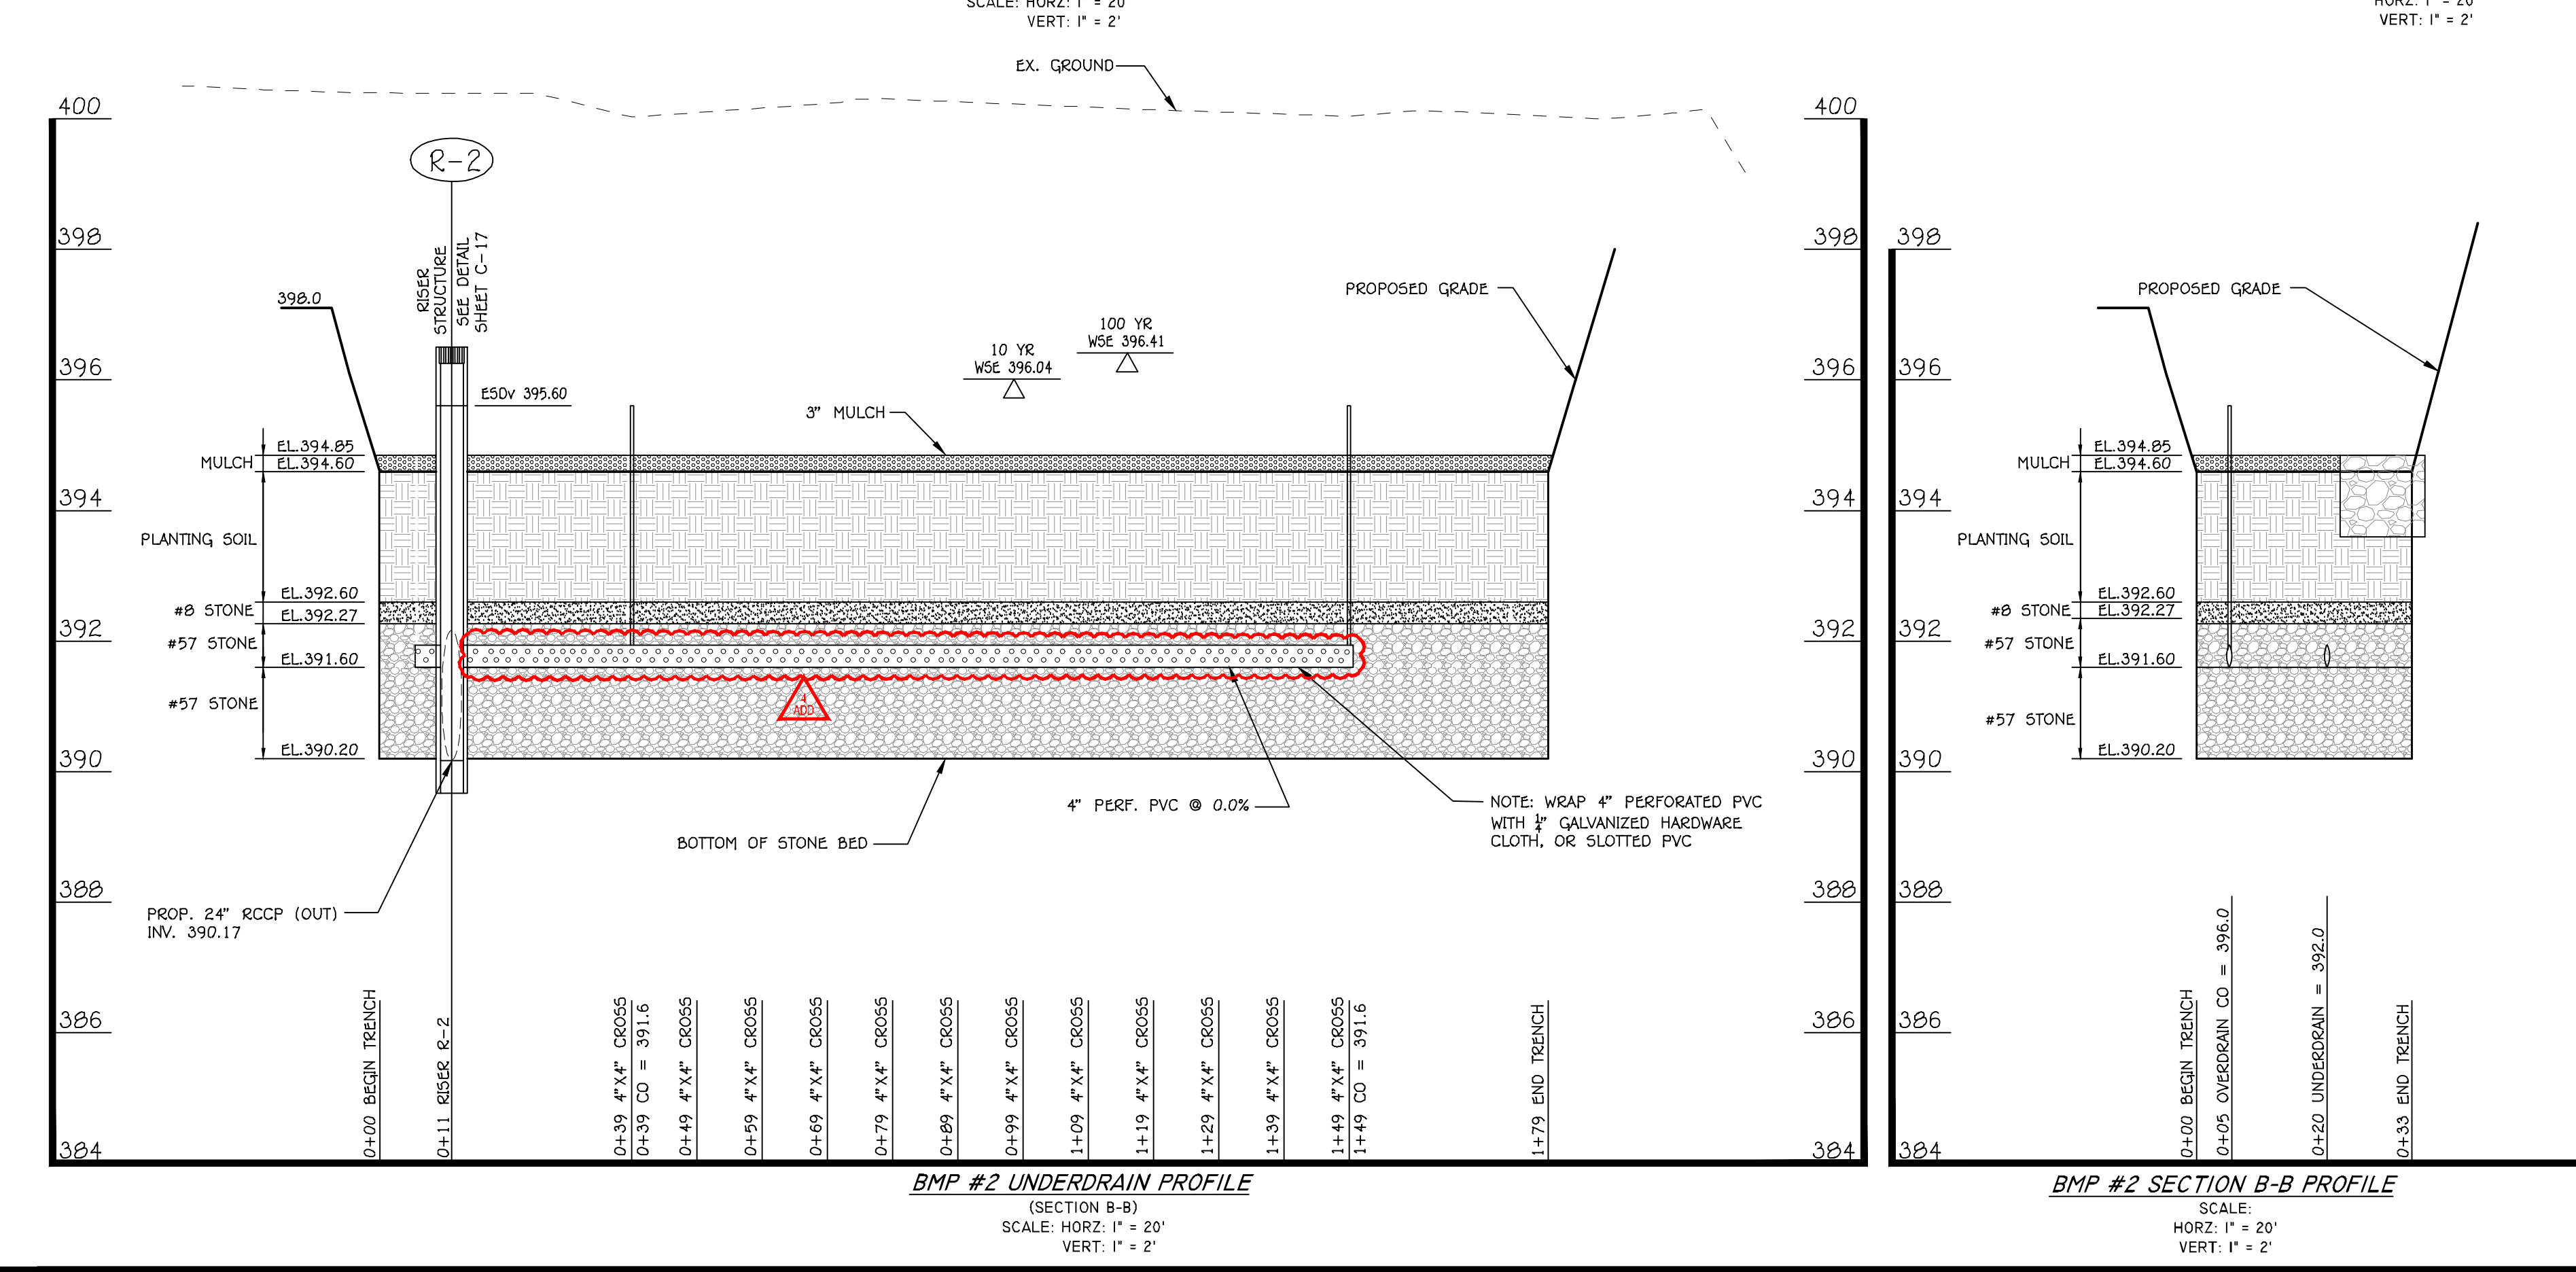 SCALE: HORZ: 1" = 20'
VERT: 1" = 2'
HORZ: 1" = 20'
VERT: 1" = 2'
EX. GROUND
400
398
396
394
392
390
388
386
384
R-2
RISER
STRUCTURE
SEE DETAIL
SHEET C-17
398.0
ESDv 395.60
10 YR
WSE 396.04
100 YR
WSE 396.41
PROPOSED GRADE
3" MULCH
MULCH
EL.394.85
EL.394.60
PLANTING SOIL
EL.392.60
#8 STONE
EL.392.27
#57 STONE
EL.391.60
#57 STONE
EL.390.20
4
ADD
4" PERF. PVC @ 0.0%
NOTE: WRAP 4" PERFORATED PVC
WITH ¼" GALVANIZED HARDWARE
CLOTH, OR SLOTTED PVC
BOTTOM OF STONE BED
PROP. 24" RCCP (OUT)
INV. 390.17
0+00 BEGIN TRENCH
0+11 RISER R-2
0+39 4"X4" CROSS
0+39 CO = 391.6
0+49 4"X4" CROSS
0+59 4"X4" CROSS
0+69 4"X4" CROSS
0+79 4"X4" CROSS
0+89 4"X4" CROSS
0+99 4"X4" CROSS
1+09 4"X4" CROSS
1+19 4"X4" CROSS
1+29 4"X4" CROSS
1+39 4"X4" CROSS
1+49 4"X4" CROSS
1+49 CO = 391.6
1+79 END TRENCH
400
398
396
394
392
390
388
386
384
BMP #2 UNDERDRAIN PROFILE
(SECTION B-B)
SCALE: HORZ: 1" = 20'
VERT: 1" = 2'
398
396
394
392
390
388
386
384
PROPOSED GRADE
MULCH
EL.394.85
EL.394.60
PLANTING SOIL
EL.392.60
#8 STONE
EL.392.27
#57 STONE
EL.391.60
#57 STONE
EL.390.20
0+00 BEGIN TRENCH
0+05 OVERDRAIN CO = 396.0
0+20 UNDERDRAIN = 392.0
0+33 END TRENCH
BMP #2 SECTION B-B PROFILE
SCALE:
HORZ: 1" = 20'
VERT: 1" = 2'